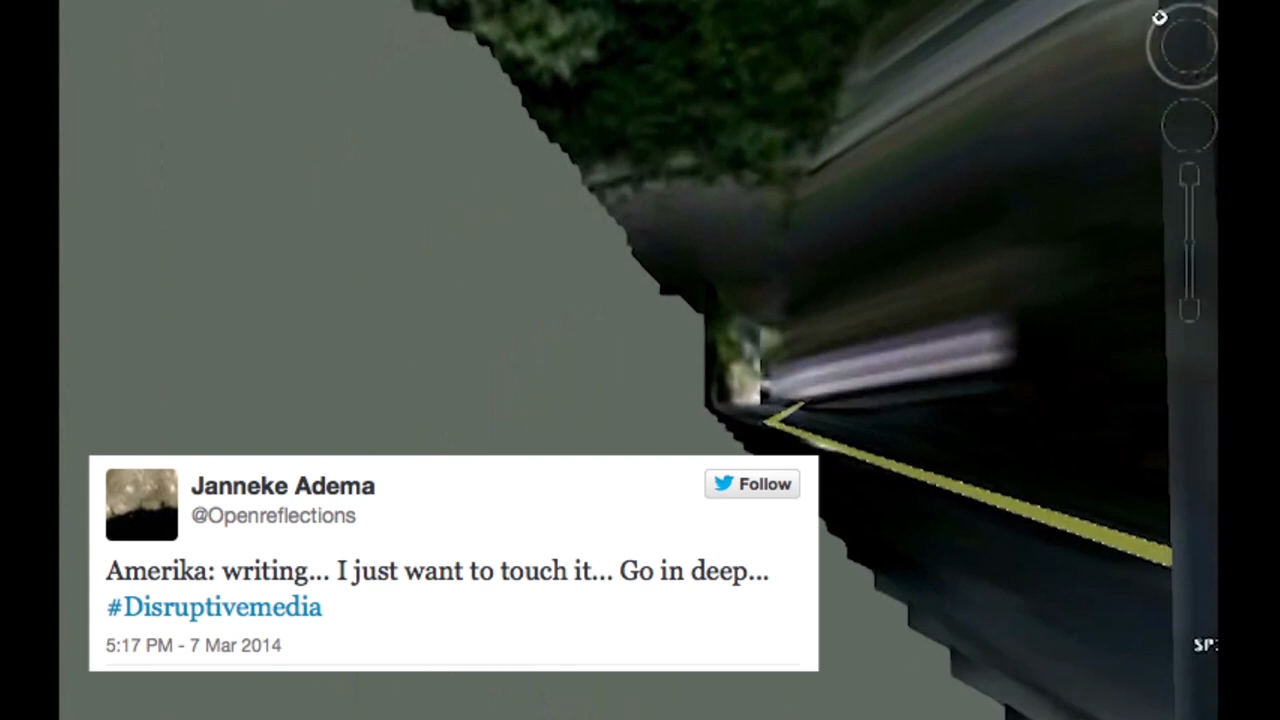 Janneke Adema
Follow
@Openreflections
Amerika: writing... I just want to touch it... Go in deep...
#Disruptivemedia
5:17 PM - 7 Mar 2014
SP